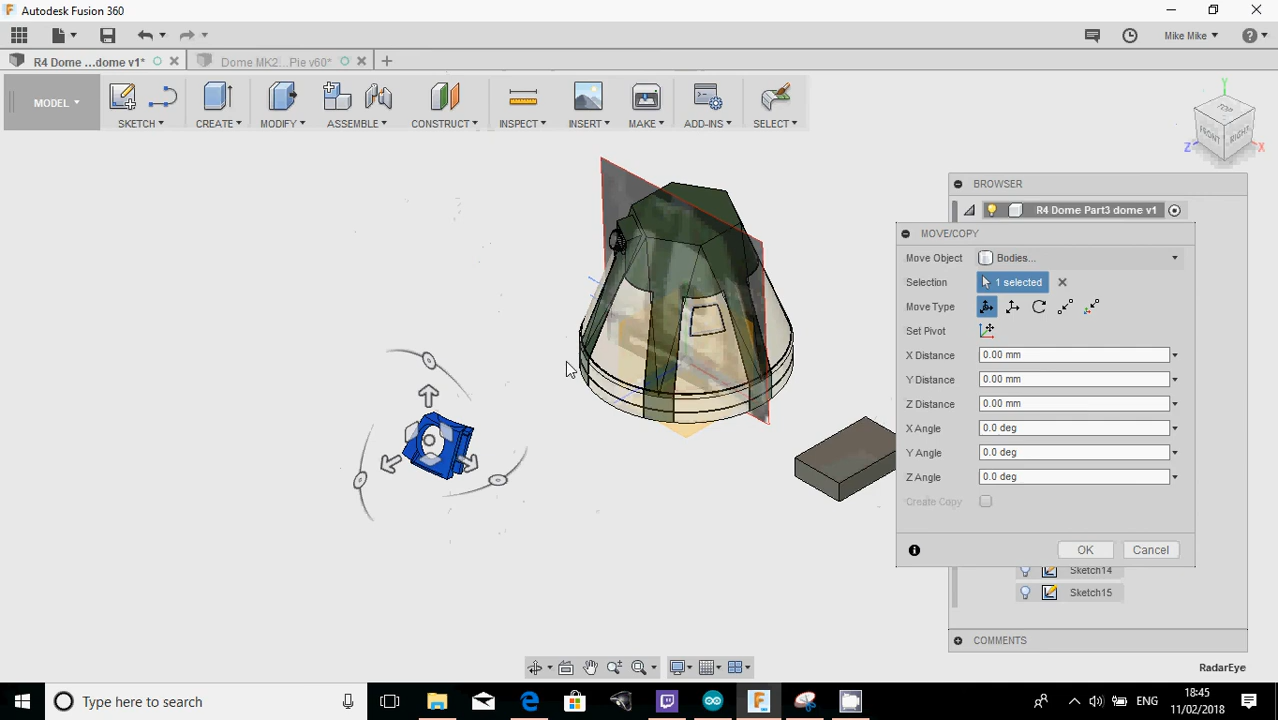 Autodesk Fusion 360
Mike Mike
R4 Dome ...dome v1*
Dome MK2... Pie v60*
MODEL
SKETCH
CREATE
MODIFY
ASSEMBLE
CONSTRUCT
INSPECT
INSERT
MAKE
ADD-INS
SELECT
Y
TOP
FRONT
RIGHT
Z
X
BROWSER
R4 Dome Part3 dome v1
MOVE/COPY
Move Object
Bodies...
Selection
1 selected
Move Type
Set Pivot
X Distance
0.00 mm
Y Distance
0.00 mm
Z Distance
0.00 mm
X Angle
0.0 deg
Y Angle
0.0 deg
Z Angle
0.0 deg
Create Copy
OK
Cancel
Sketch14
Sketch15
COMMENTS
RadarEye
Type here to search
ENG
18:45
11/02/2018